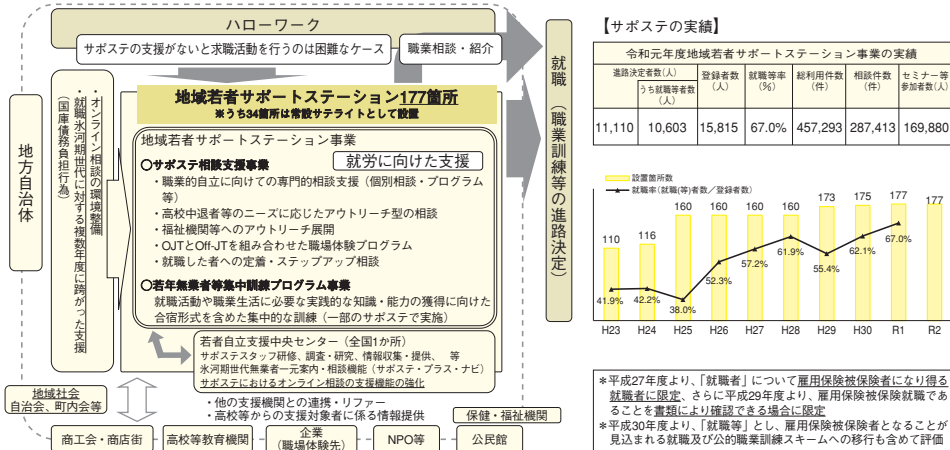 ハローワーク
サポステの支援がないと求職活動を行うのは困難なケース
職業相談・紹介
地方自治体
・オンライン相談の環境整備
・就職氷河期世代に対する複数年度に跨がった支援
(国庫債務負担行為)
地域若者サポートステーション177箇所
※うち34箇所は常設サテライトとして設置
地域若者サポートステーション事業
就労に向けた支援
○サポステ相談支援事業
・職業的自立に向けての専門的相談支援(個別相談・プログラム
等)
・高校中退者等のニーズに応じたアウトリーチ型の相談
・福祉機関等へのアウトリーチ展開
・OJTとOff-JTを組み合わせた職場体験プログラム
・就職した者への定着・ステップアップ相談
○若年無業者等集中訓練プログラム事業
就職活動や職業生活に必要な実践的な知識・能力の獲得に向けた
合宿形式を含めた集中的な訓練(一部のサポステで実施)
若者自立支援中央センター(全国1か所)
サポステスタッフ研修、調査・研究、情報収集・提供、 等
氷河期世代無業者一元案内・相談機能(サポステ・プラス・ナビ)
サポステにおけるオンライン相談の支援機能の強化
・他の支援機関との連携・リファー
・高校等からの支援対象者に係る情報提供
地域社会
自治会、町内会等
商工会・商店街
高校等教育機関
企業
(職場体験先)
NPO等
公民館
保健・福祉機関
就職(職業訓練等の進路決定)
【サポステの実績】
令和元年度地域若者サポートステーション事業の実績
進路決定者数(人)
うち就職等者数
(人)
登録者数
(人)
就職等率
(%)
総利用件数
(件)
相談件数
(件)
セミナー等
参加者数(人)
11,110 10,603 15,815 67.0% 457,293 287,413 169,880
設置箇所数
就職率(就職(等)者数/登録者数)
110 116 160 160 160 160 173 175 177 177
41.9% 42.2% 38.0% 52.3% 57.2% 61.9% 55.4% 62.1% 67.0%
H23 H24 H25 H26 H27 H28 H29 H30 R1 R2
*平成27年度より、「就職者」について雇用保険被保険者になり得る
就職者に限定、さらに平成29年度より、雇用保険被保険就職であ
ることを書類により確認できる場合に限定
*平成30年度より、「就職等」とし、雇用保険被保険者となることが
見込まれる就職及び公的職業訓練スキームへの移行も含めて評価